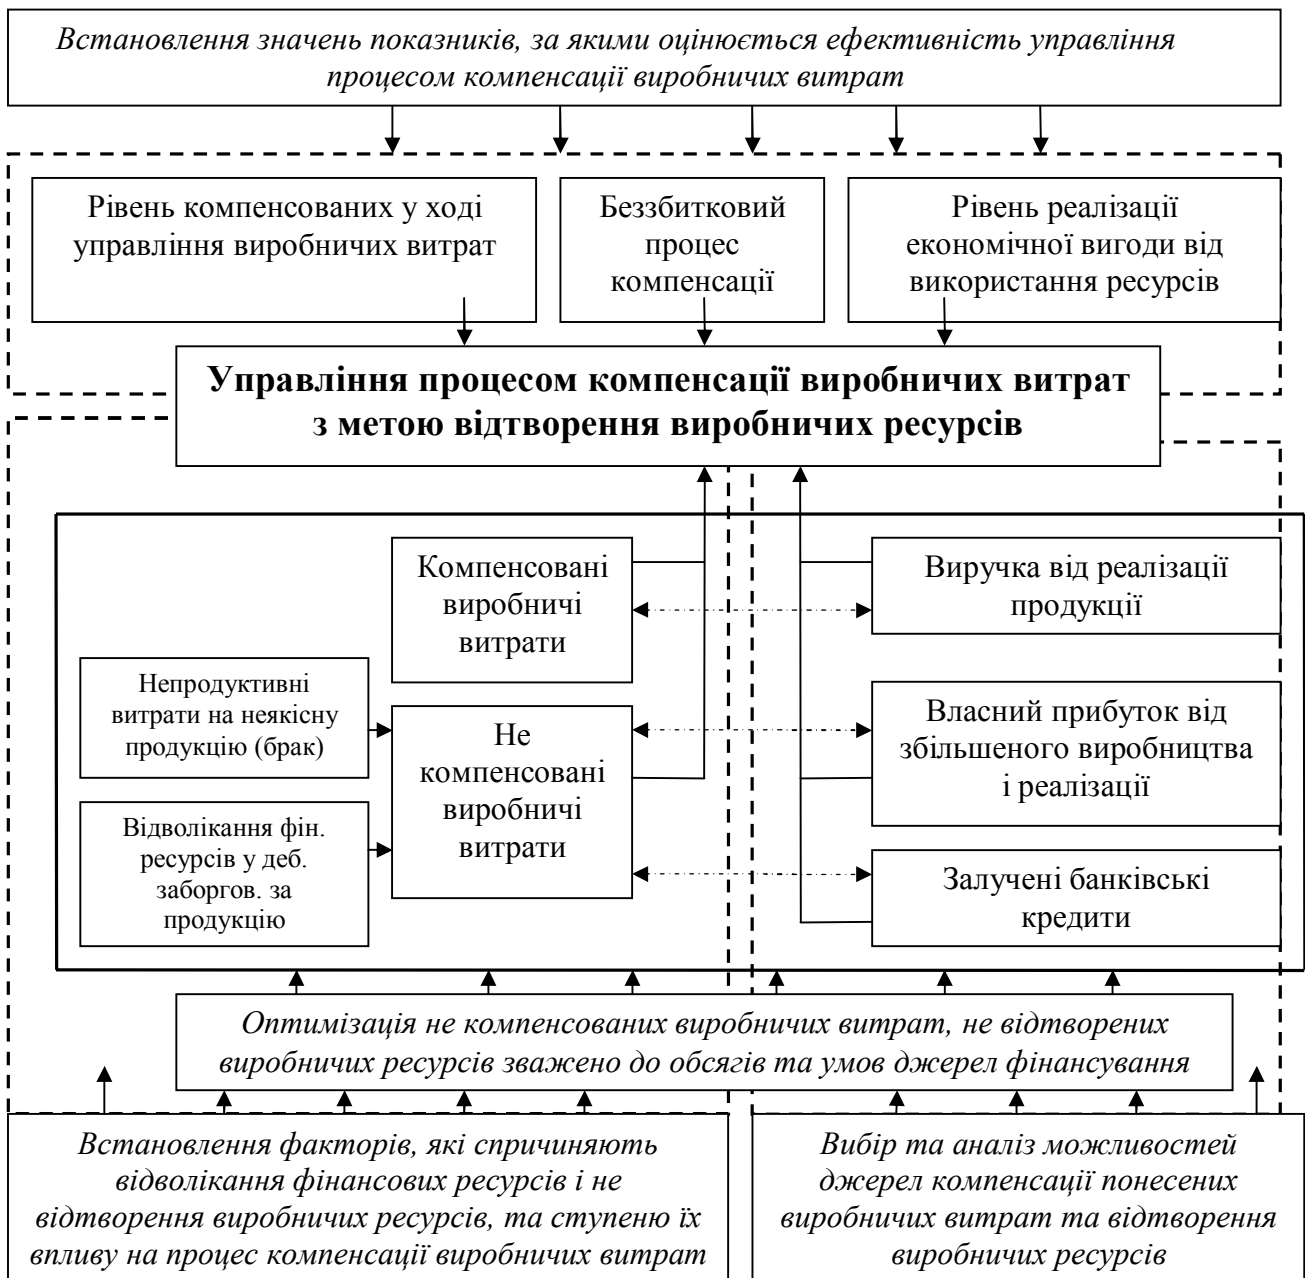 Встановлення значень показників, за якими оцінюється ефективність управління
процесом компенсації виробничих витрат
Рівень компенсованих у ході
управління виробничих витрат
Беззбитковий
процес
компенсації
Рівень реалізації
економічної вигоди від
використання ресурсів
Управління процесом компенсації виробничих витрат
з метою відтворення виробничих ресурсів
Компенсовані
виробничі
витрати
Виручка від реалізації
продукції
Непродуктивні
витрати на неякісну
продукцію (брак)
Не
компенсовані
виробничі
витрати
Власний прибуток від
збільшеного виробництва
і реалізації
Відволікання фін.
ресурсів у деб.
заборгов. за
продукцію
Залучені банківські
кредити
Оптимізація не компенсованих виробничих витрат, не відтворених
виробничих ресурсів зважено до обсягів та умов джерел фінансування
Встановлення факторів, які спричиняють
відволікання фінансових ресурсів і не
відтворення виробничих ресурсів, та ступеню їх
впливу на процес компенсації виробничих витрат
Вибір та аналіз можливостей
джерел компенсації понесених
виробничих витрат та відтворення
виробничих ресурсів